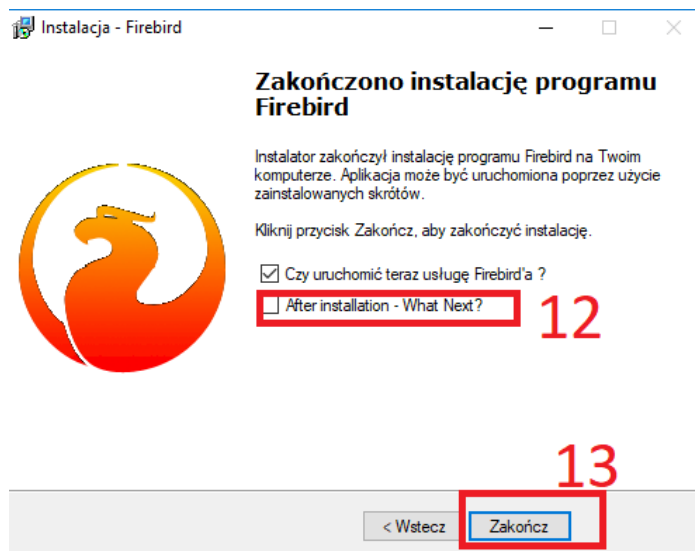 Instalacja - Firebird
Zakończono instalację programu
Firebird
Instalator zakończył instalację programu Firebird na Twoim
komputerze. Aplikacja może być uruchomiona poprzez użycie
zainstalowanych skrótów.
Kliknij przycisk Zakończ, aby zakończyć instalację.
Czy uruchomić teraz usługę Firebird'a ?
After installation - What Next?
12
13
< Wstecz
Zakończ